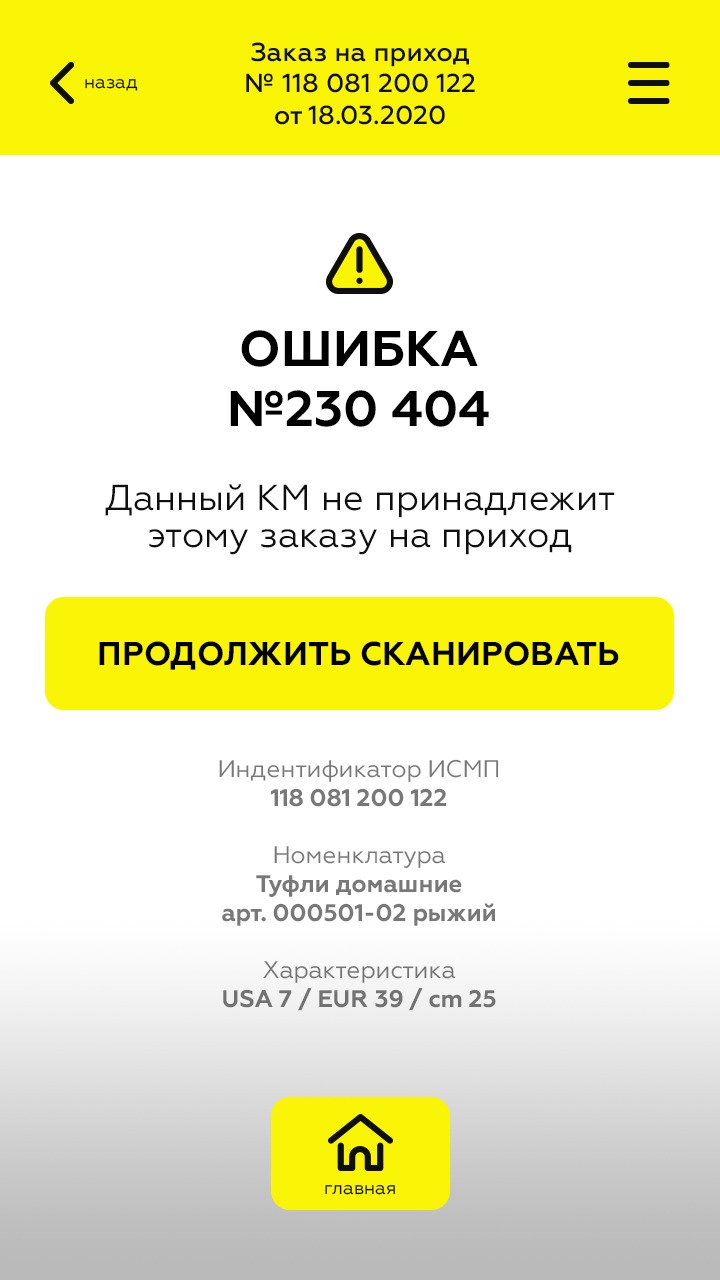 Заказ на приход
назад
№ 118 081 200 122
от 18.03.2020
ОШИБКА
№230 404
Данный КМ не принадлежит
этому заказу на приход
ПРОДОЛЖИТЬ СКАНИРОВАТЬ
Индентификатор ИСМП
118 081 200 122
Номенклатура
Туфли домашние
арт. 000501-02 рыжий
Характеристика
USA 7 / EUR 39 / cm 25
главная